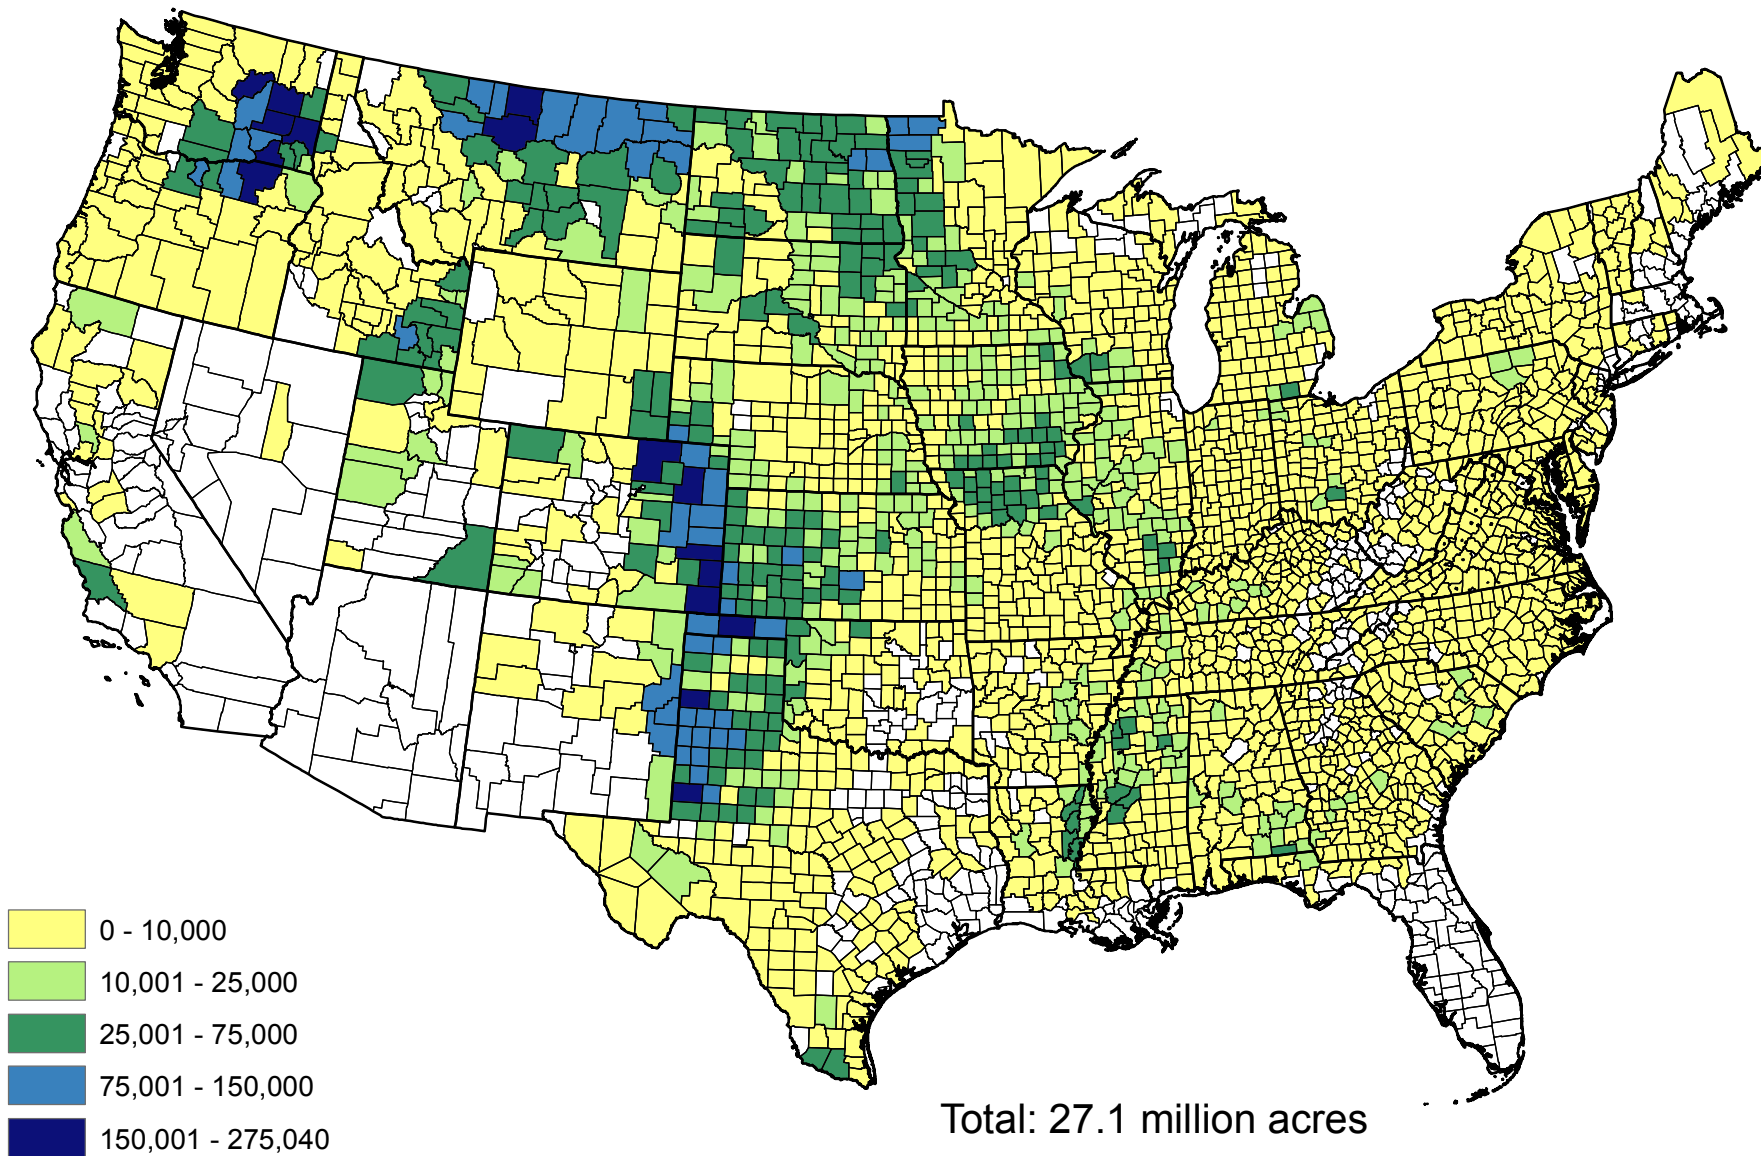 0 - 10,000
10,001 - 25,000
25,001 - 75,000
75,001 - 150,000
150,001 - 275,040
Total: 27.1 million acres